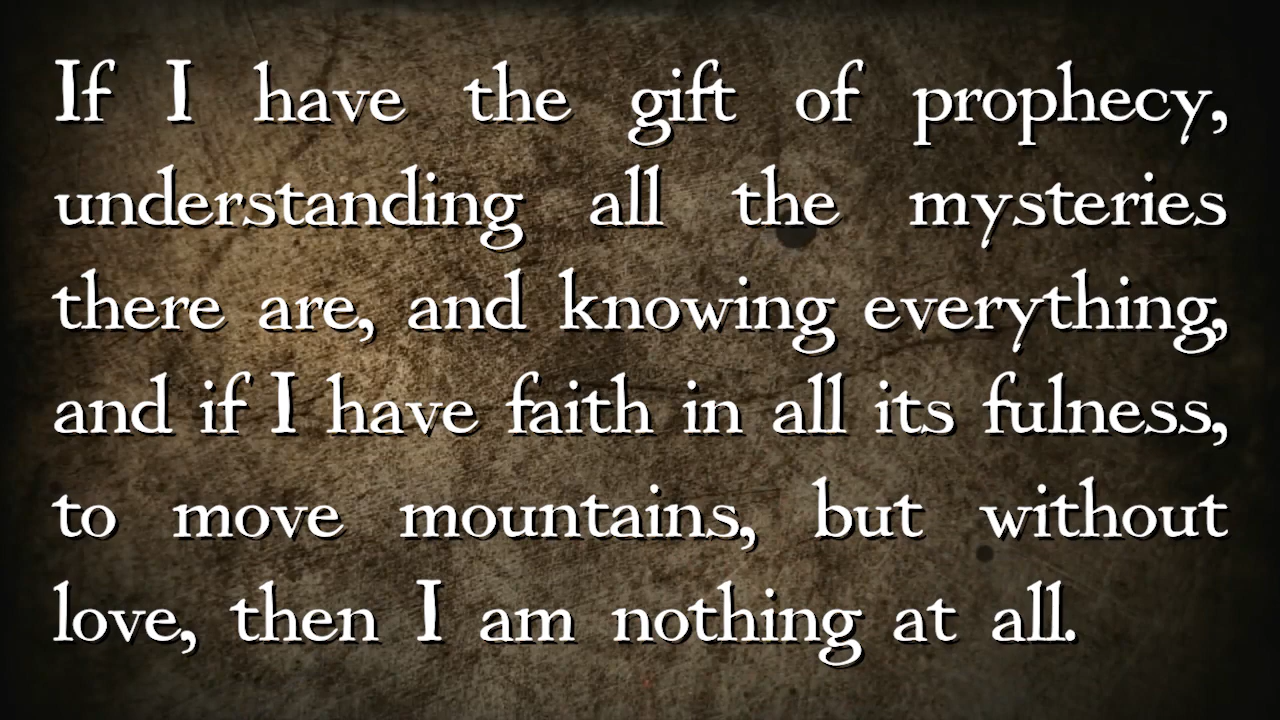 If I have the gift of prophecy,
understanding all the mysteries
there are, and knowing everything,
and if I have faith in all its fulness,
to move mountains, but without
love, then I am nothing at all.